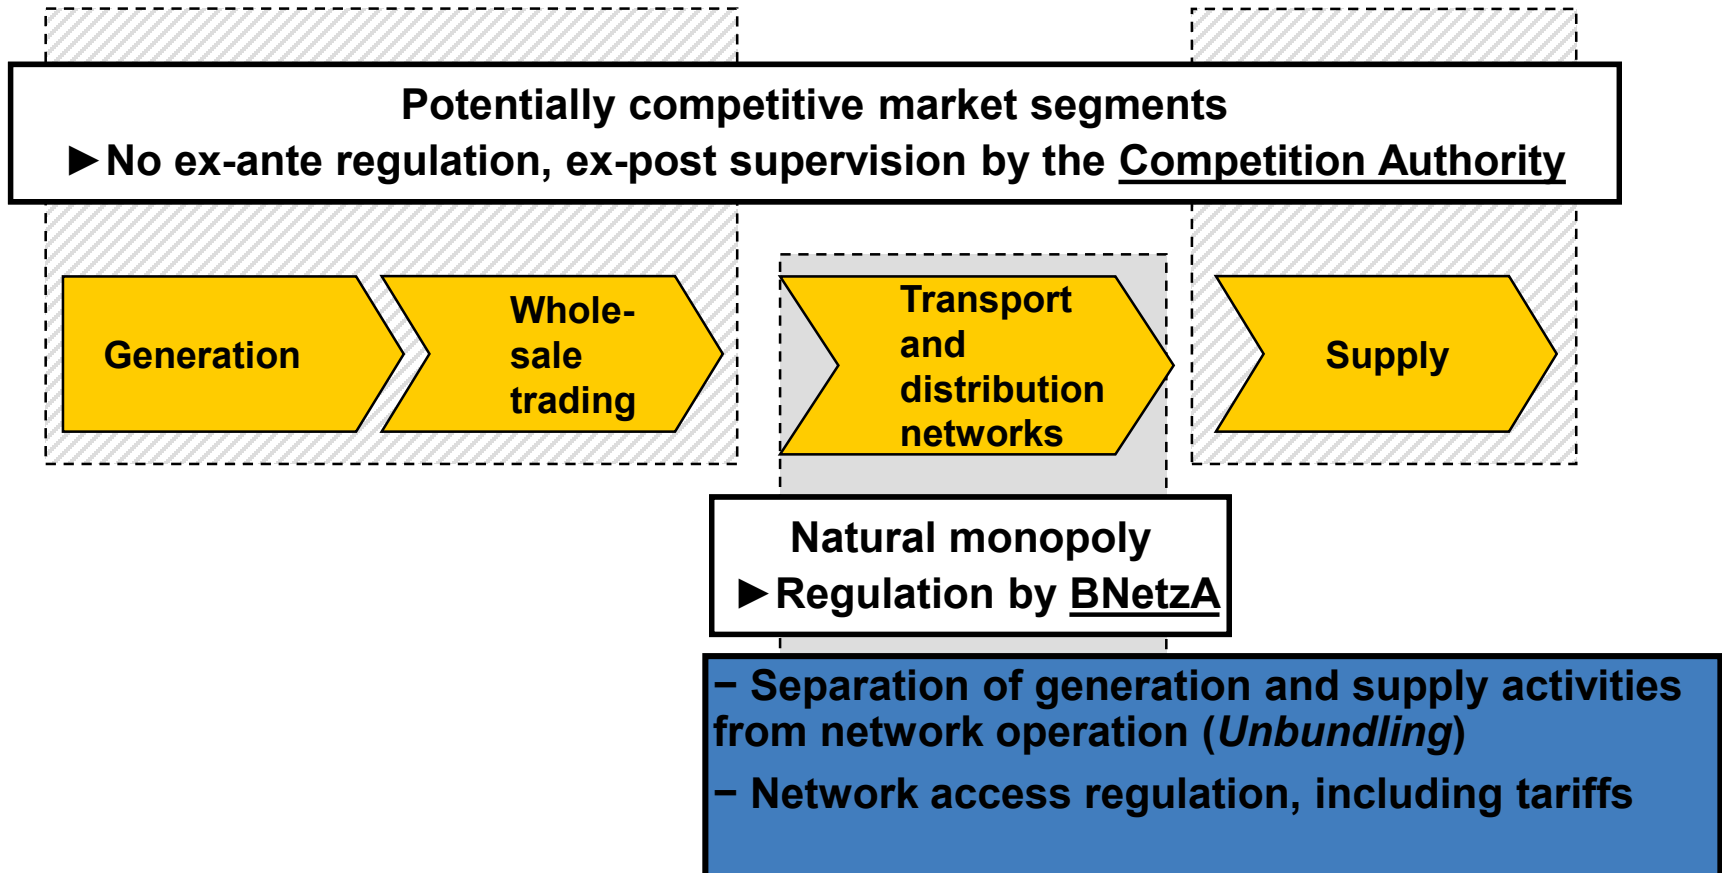 Potentially competitive market segments
►No ex-ante regulation, ex-post supervision by the Competition Authority
Generation
Whole-
sale
trading
Transport
and
distribution
networks
Supply
Natural monopoly
►Regulation by BNetzA
− Separation of generation and supply activities
from network operation (Unbundling)
− Network access regulation, including tariffs